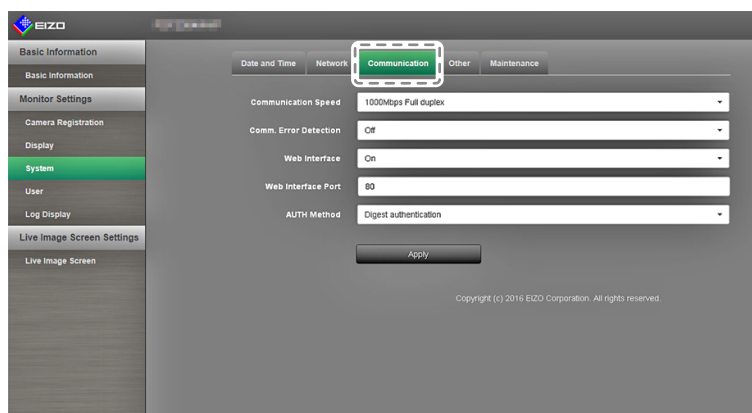 EIZO
Basic Information
Basic Information
Monitor Settings
Camera Registration
Display
System
User
Log Display
Live Image Screen Settings
Live Image Screen
Date and Time Network Communication Other Maintenance
Communication Speed 1000Mbps Full duplex
Comm. Error Detection Off
Web Interface On
Web Interface Port 80
AUTH Method Digest authentication
Apply
Copyright (c) 2016 EIZO Corporation. All rights reserved.